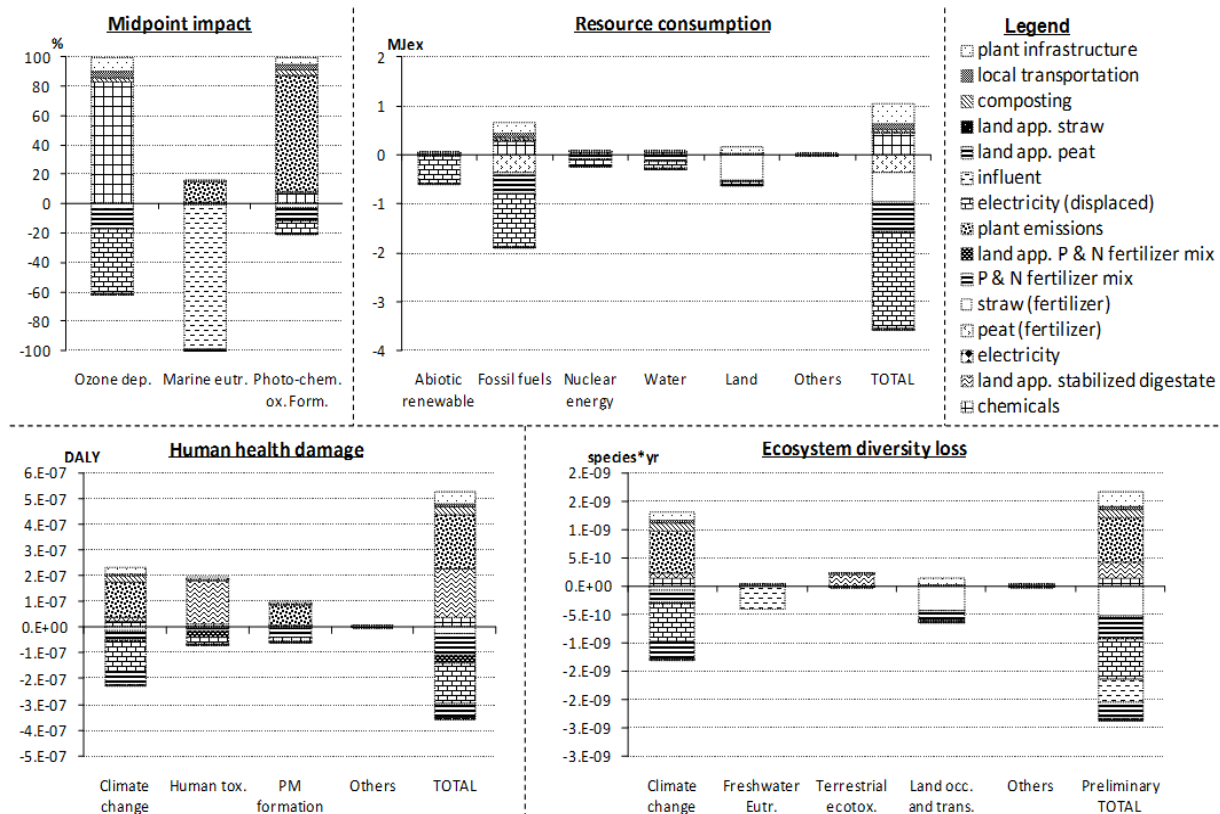 Midpoint impact
%
100
80
60
40
20
0
-20
-40
-60
-80
-100
Ozone dep. Marine eutr. Photo-chem.
ox. Form.
Resource consumption
MJex
2
1
0
-1
-2
-3
-4
Abiotic Fossil fuels Nuclear Water Land Others TOTAL
renewable energy
Legend
plant infrastructure
local transportation
composting
land app. straw
land app. peat
influent
electricity (displaced)
plant emissions
land app. P & N fertilizer mix
P & N fertilizer mix
straw (fertilizer)
peat (fertilizer)
electricity
land app. stabilized digestate
chemicals
Human health damage
DALY
6.E-07
5.E-07
4.E-07
3.E-07
2.E-07
1.E-07
0.E+00
-1.E-07
-2.E-07
-3.E-07
-4.E-07
-5.E-07
Climate Human tox. PM Others TOTAL
change formation
Ecosystem diversity loss
species*yr
2.E-09
2.E-09
1.E-09
5.E-10
0.E+00
-5.E-10
-1.E-09
-2.E-09
-2.E-09
-3.E-09
-3.E-09
Climate Freshwater Terrestrial Land occ. Others Preliminary
change Eutr. ecotox. and trans. TOTAL